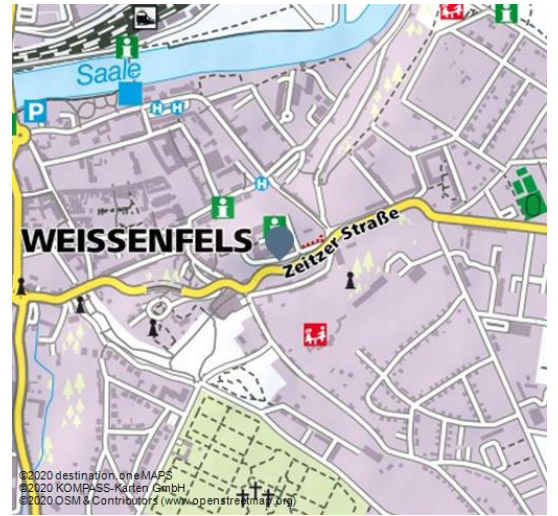 Saale
P
H H
H
WEISSENFELS
Zeitzer Straße
©2020 destination.one MAPS
©2020 KOMPASS-Karten GmbH
©2020 OSM & Contributors (www.openstreetmap.org)